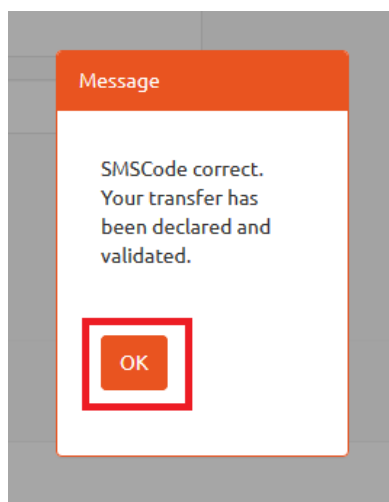 Message
SMSCode correct.
Your transfer has
been declared and
validated.
OK